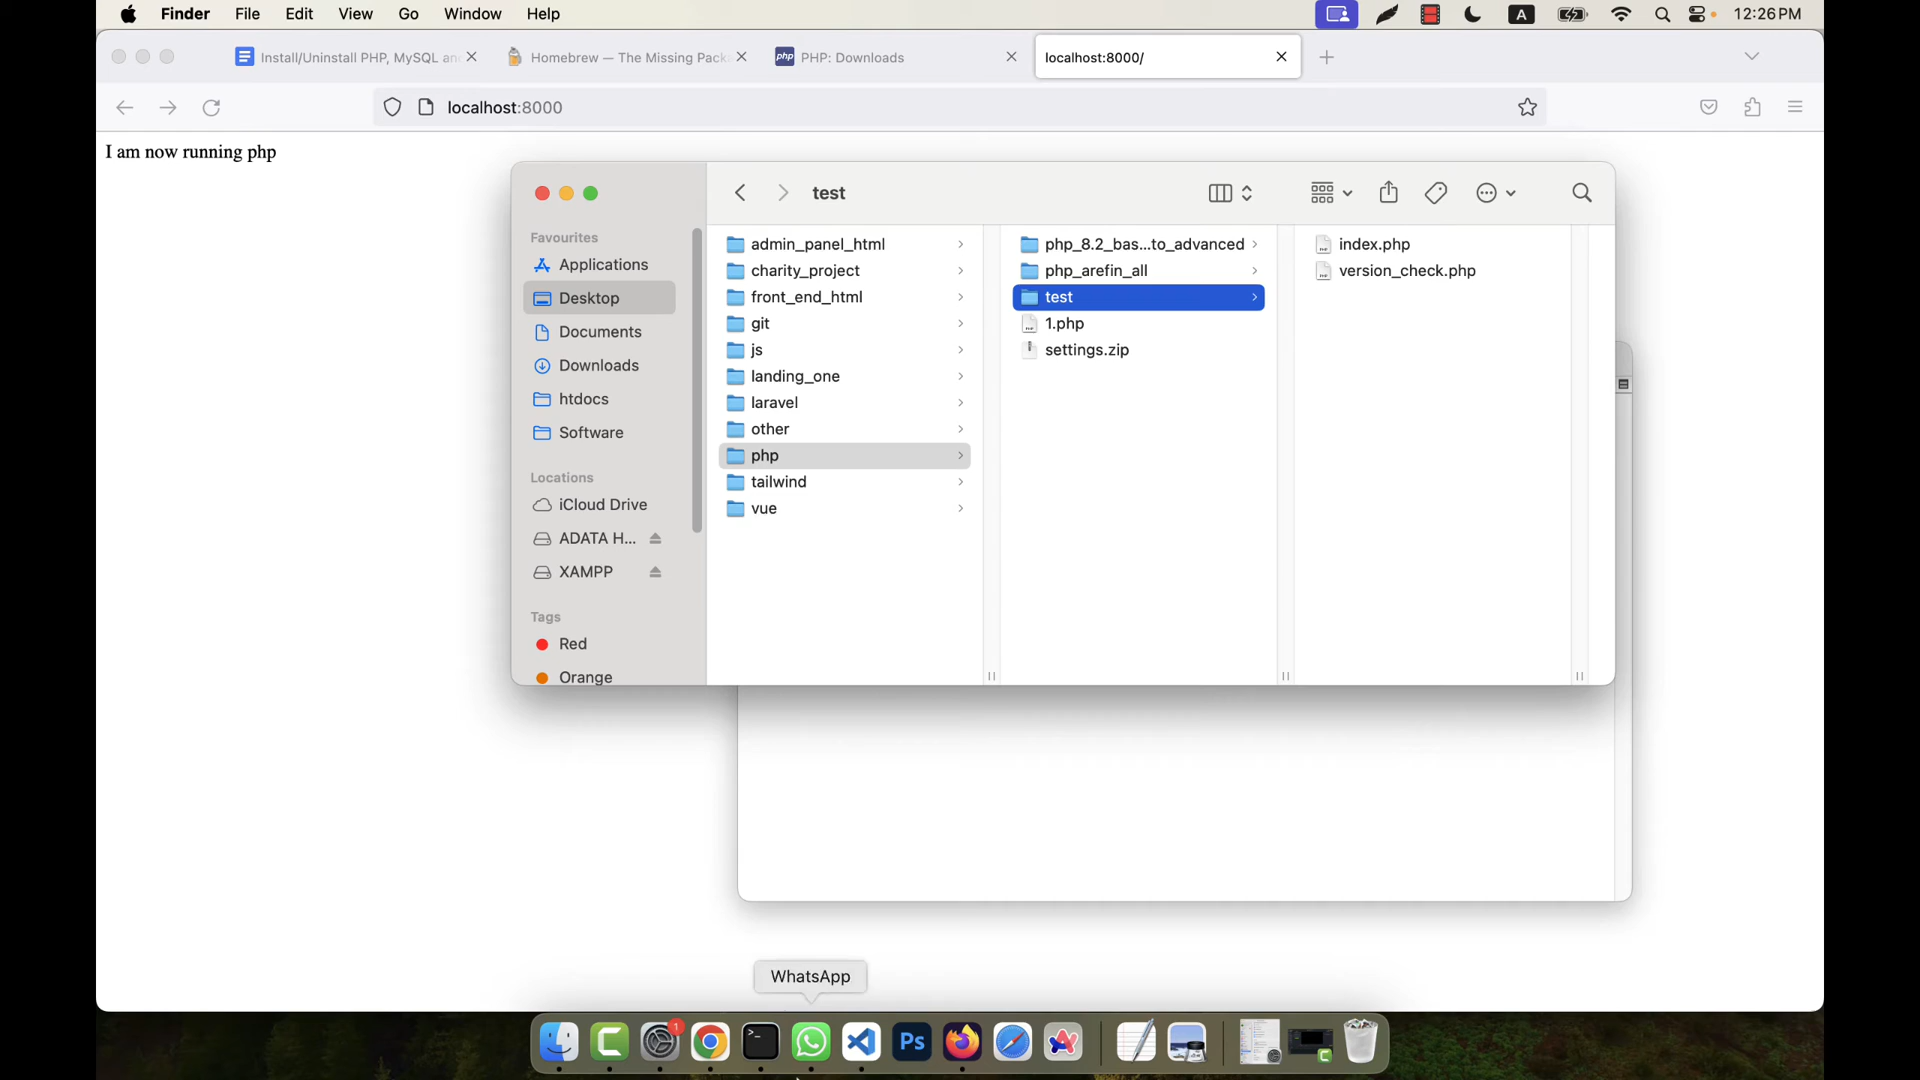 Finder File Edit View Go Window Help A 12:26 PM
Install/Uninstall PHP, MySQL an Homebrew — The Missing Pack php PHP: Downloads localhost:8000/
localhost:8000
I am now running php
test
Favourites
Applications
Desktop
Documents
Downloads
htdocs
Software
Locations
iCloud Drive
ADATA H...
XAMPP
Tags
Red
Orange
admin_panel_html
charity_project
front_end_html
git
js
landing_one
laravel
other
php
tailwind
vue
php_8.2_bas...to_advanced
php_arefin_all
test
1.php
settings.zip
index.php
version_check.php
WhatsApp
1
Ps